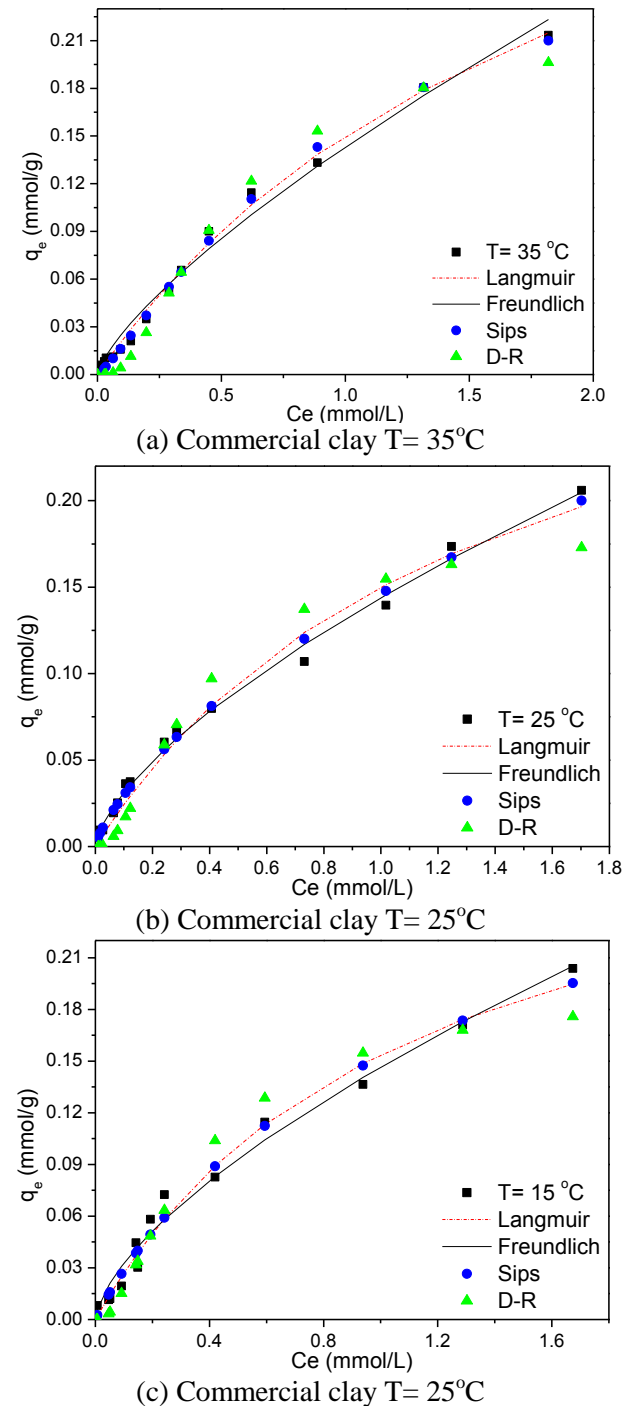 0.21
0.18
0.15
0.12
0.09
0.06
0.03
0.00
q_e (mmol/g)
T= 35 °C
Langmuir
Freundlich
Sips
D-R
0.0 0.5 1.0 1.5 2.0
Ce (mmol/L)
(a) Commercial clay T= 35°C
0.20
0.15
0.10
0.05
0.00
q_e (mmol/g)
T= 25 °C
Langmuir
Freundlich
Sips
D-R
0.0 0.2 0.4 0.6 0.8 1.0 1.2 1.4 1.6 1.8
Ce (mmol/L)
(b) Commercial clay T= 25°C
0.21
0.18
0.15
0.12
0.09
0.06
0.03
0.00
q_e (mmol/g)
T= 15 °C
Langmuir
Freundlich
Sips
D-R
0.0 0.4 0.8 1.2 1.6
Ce (mmol/L)
(c) Commercial clay T= 25°C